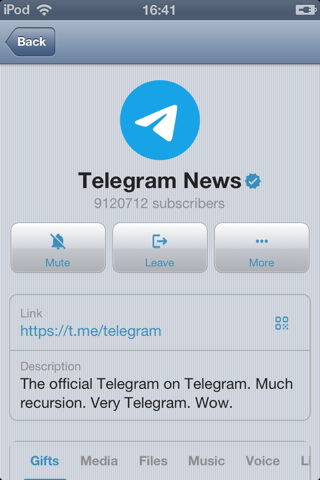 iPod 16:41
Back
Telegram News
9120712 subscribers
Mute Leave More
Link
https://t.me/telegram
Description
The official Telegram on Telegram. Much
recursion. Very Telegram. Wow.
Gifts Media Files Music Voice Li